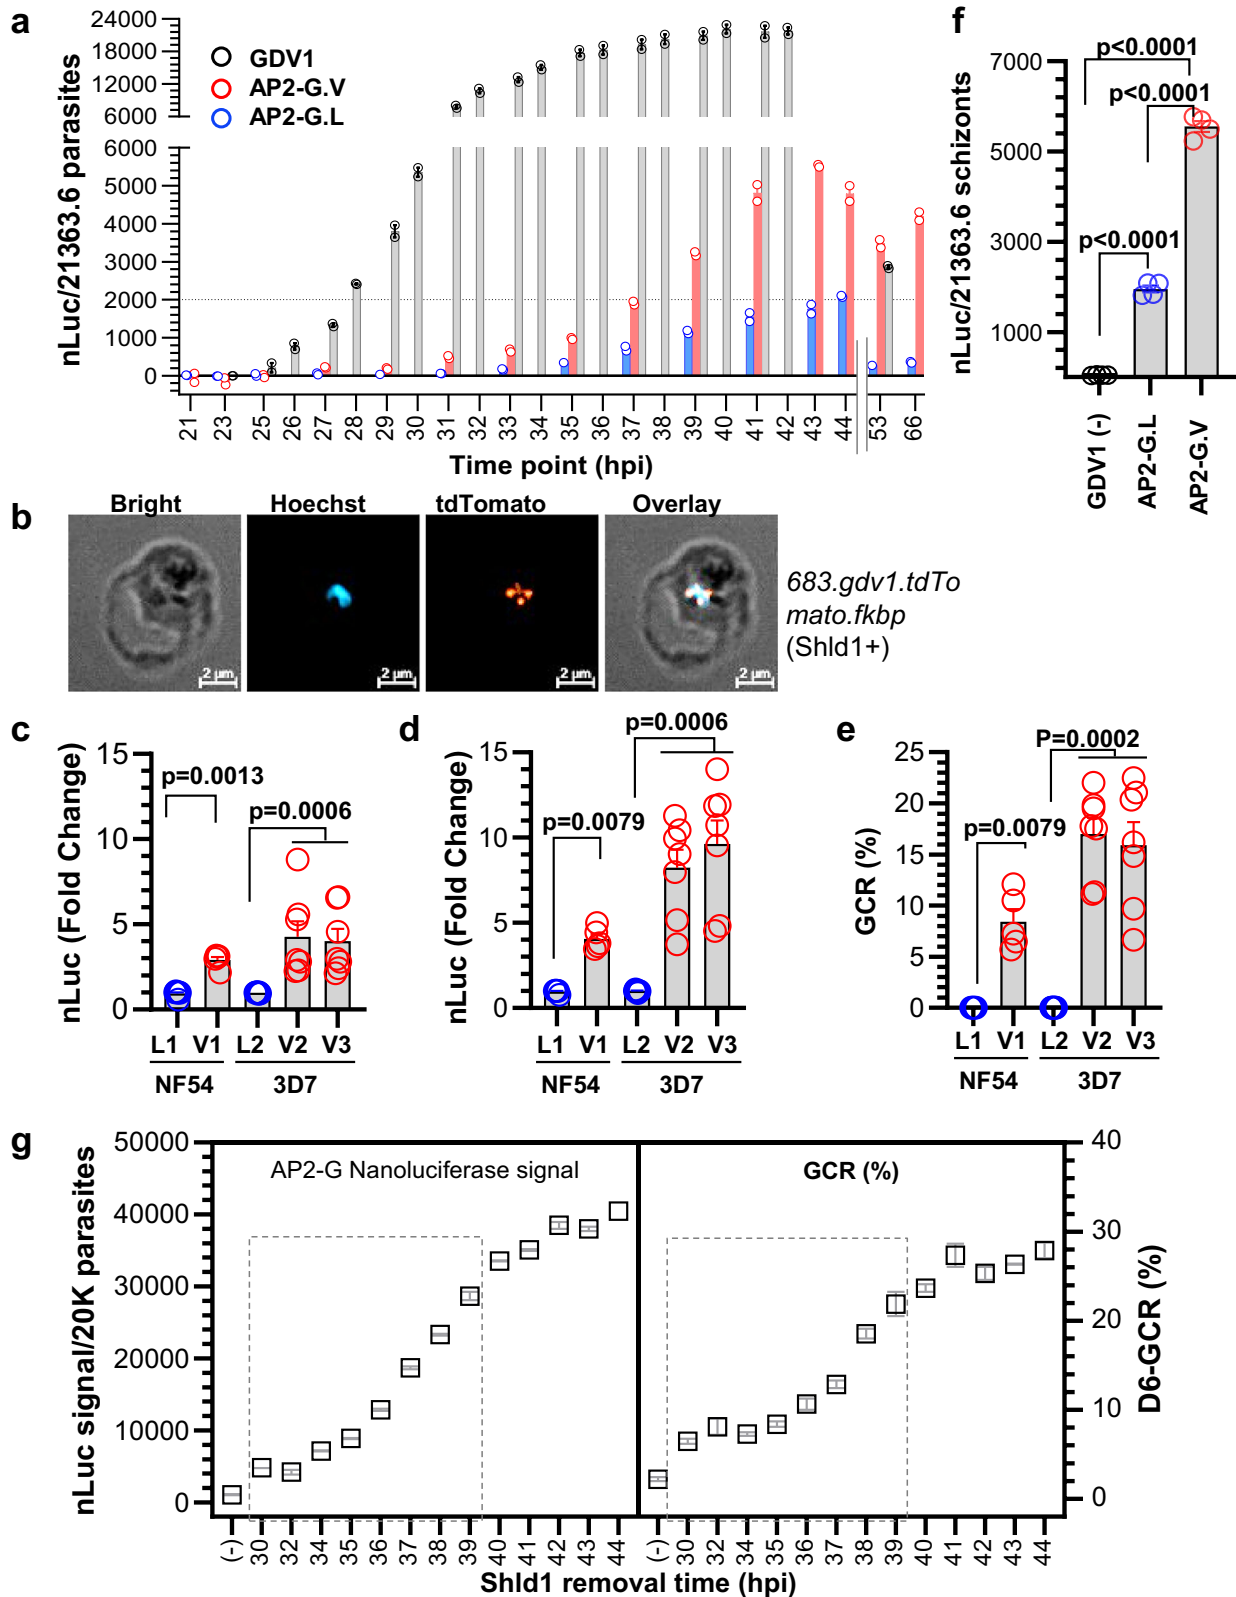 a
24000
18000
12000
6000
GDV1
AP2-G.V
AP2-G.L
6000
5000
4000
3000
2000
1000
0
nLuc/21363.6 parasites
21 23 25 26 27 28 29 30 31 32 33 34 35 36 37 38 39 40 41 42 43 44 53 66
Time point (hpi)
f
p<0.0001
p<0.0001
p<0.0001
7000
5000
3000
1000
nLuc/21363.6 schizonts
GDV1 (-) AP2-G.L AP2-G.V
b
Bright Hoechst tdTomato Overlay
2 µm 2 µm 2 µm 2 µm
683.gdv1.tdTo
mato.fkbp
(Shld1+)
c
nLuc (Fold Change)
15
10
5
0
p=0.0013
p=0.0006
L1 V1 L2 V2 V3
NF54 3D7
d
nLuc (Fold Change)
15
10
5
0
p=0.0006
p=0.0079
L1 V1 L2 V2 V3
NF54 3D7
e
GCR (%)
25
20
15
10
5
0
P=0.0002
p=0.0079
L1 V1 L2 V2 V3
NF54 3D7
g
nLuc signal/20K parasites
50000
40000
30000
20000
10000
0
AP2-G Nanoluciferase signal
GCR (%)
40
30
20
10
0
D6-GCR (%)
(-) 30 32 34 35 36 37 38 39 40 41 42 43 44 (-) 30 32 34 35 36 37 38 39 40 41 42 43 44
Shld1 removal time (hpi)